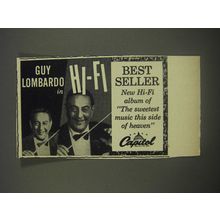 GUY
LOMBARDO
in
HI-FI
BEST
SELLER
New Hi-Fi
album of
"The sweetest
music this side
of heaven"
Capitol